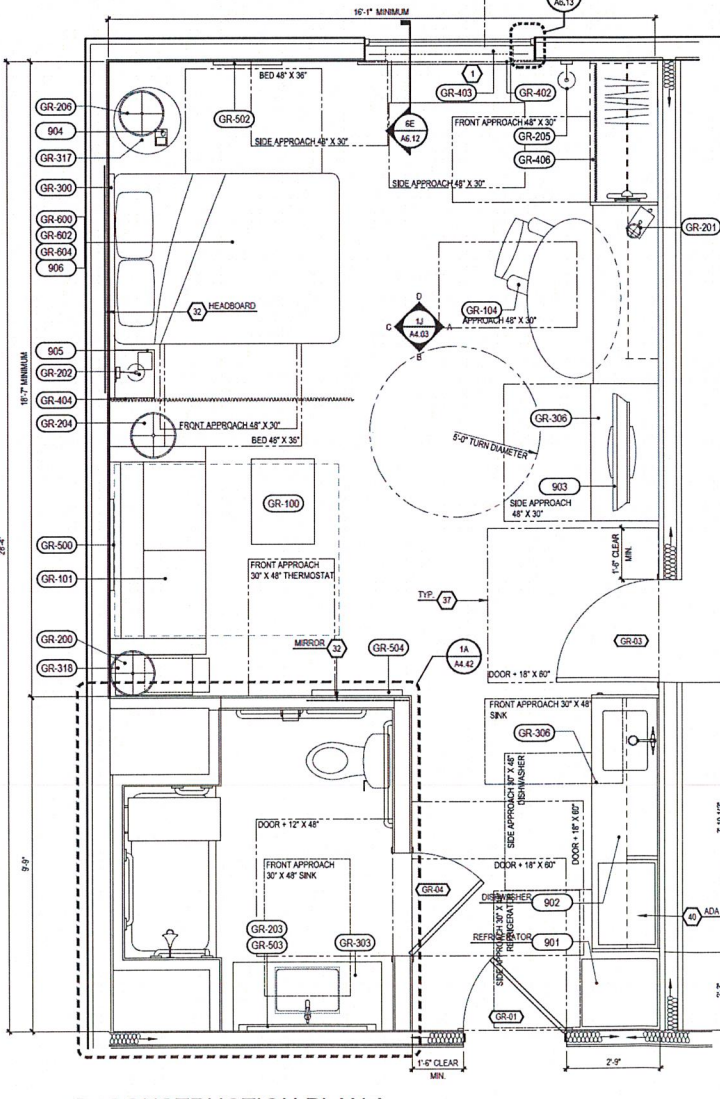 A6.13
16'-1" MINIMUM
BED 48" X 36"
1
GR-206
GR-502
GR-403
GR-402
904
6E
A6.12
FRONT APPROACH 48" X 30"
GR-205
GR-317
SIDE APPROACH 48" X 30"
GR-406
GR-300
SIDE APPROACH 48" X 30"
GR-600
GR-602
GR-604
906
GR-201
32
HEADBOARD
GR-104
APPROACH 48" X 30"
D
C
1J
A4.03
A
B
905
GR-202
18'-7" MINIMUM
GR-404
GR-204
FRONT APPROACH 48" X 30"
BED 48" X 36"
GR-306
5'-0" TURN DIAMETER
903
SIDE APPROACH
48" X 30"
GR-100
GR-500
1'-6" CLEAR
MIN.
FRONT APPROACH
30" X 48" THERMOSTAT
GR-101
TYP.
37
GR-03
GR-200
MIRROR
32
GR-504
1A
A4.42
GR-318
DOOR + 18" X 60"
FRONT APPROACH 30" X 48"
SINK
GR-306
SIDE APPROACH 30" X 48"
DISHWASHER
DOOR + 12" X 48"
DOOR + 18" X 60"
FRONT APPROACH
30" X 48" SINK
DOOR + 18" X 60"
9'-9"
GR-04
DISHWASHER
902
40
ADA
GR-203
GR-503
GR-303
REFRIGERATOR
901
SIDE APPROACH 30" X 48"
REFRIGERATOR
GR-01
1'-6" CLEAR
MIN.
2'-9"